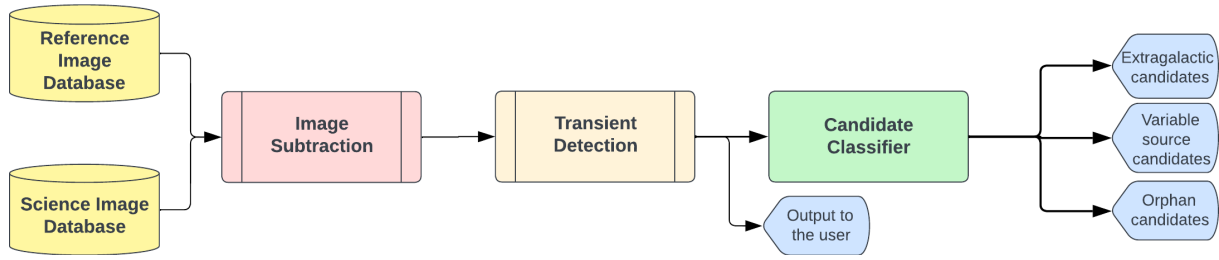 Reference
Image
Database
Science Image
Database
Image
Subtraction
Transient
Detection
Output to
the user
Candidate
Classifier
Extragalactic
candidates
Variable
source
candidates
Orphan
candidates